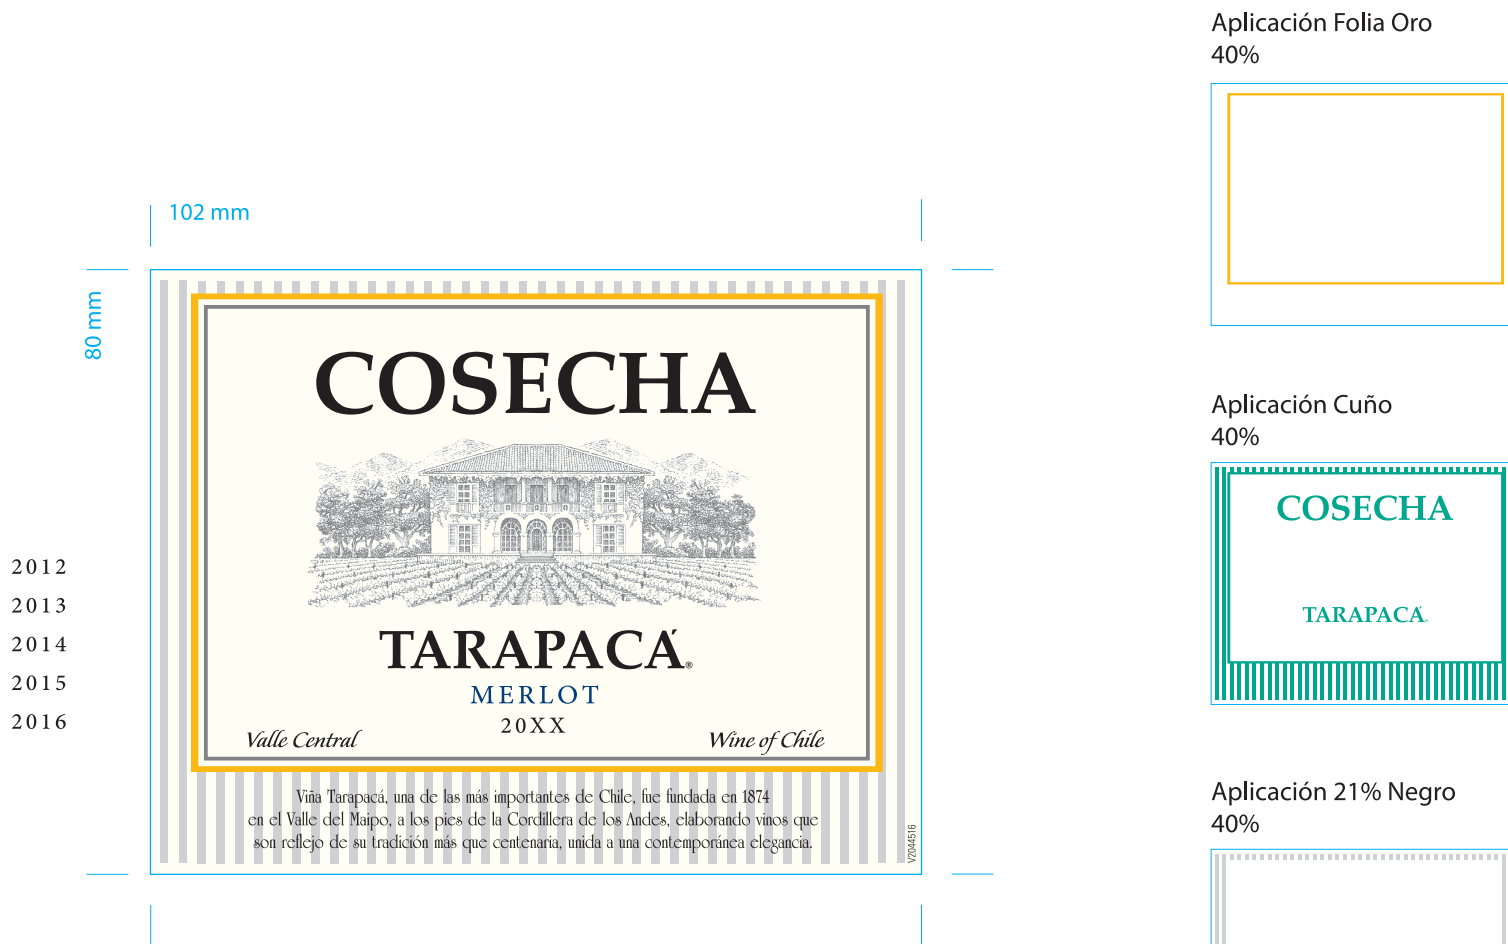 Aplicación Folia Oro
40%
102 mm
80 mm
COSECHA
TARAPACÁ®
MERLOT
20XX
Valle Central
Wine of Chile
Viña Tarapacá, una de las más importantes de Chile, fue fundada en 1874
en el Valle del Maipo, a los pies de la Cordillera de los Andes, elaborando vinos que
son reflejo de su tradición más que centenaria, unida a una contemporánea elegancia.
V2044516
2012
2013
2014
2015
2016
Aplicación Cuño
40%
COSECHA
TARAPACÁ®
Aplicación 21% Negro
40%